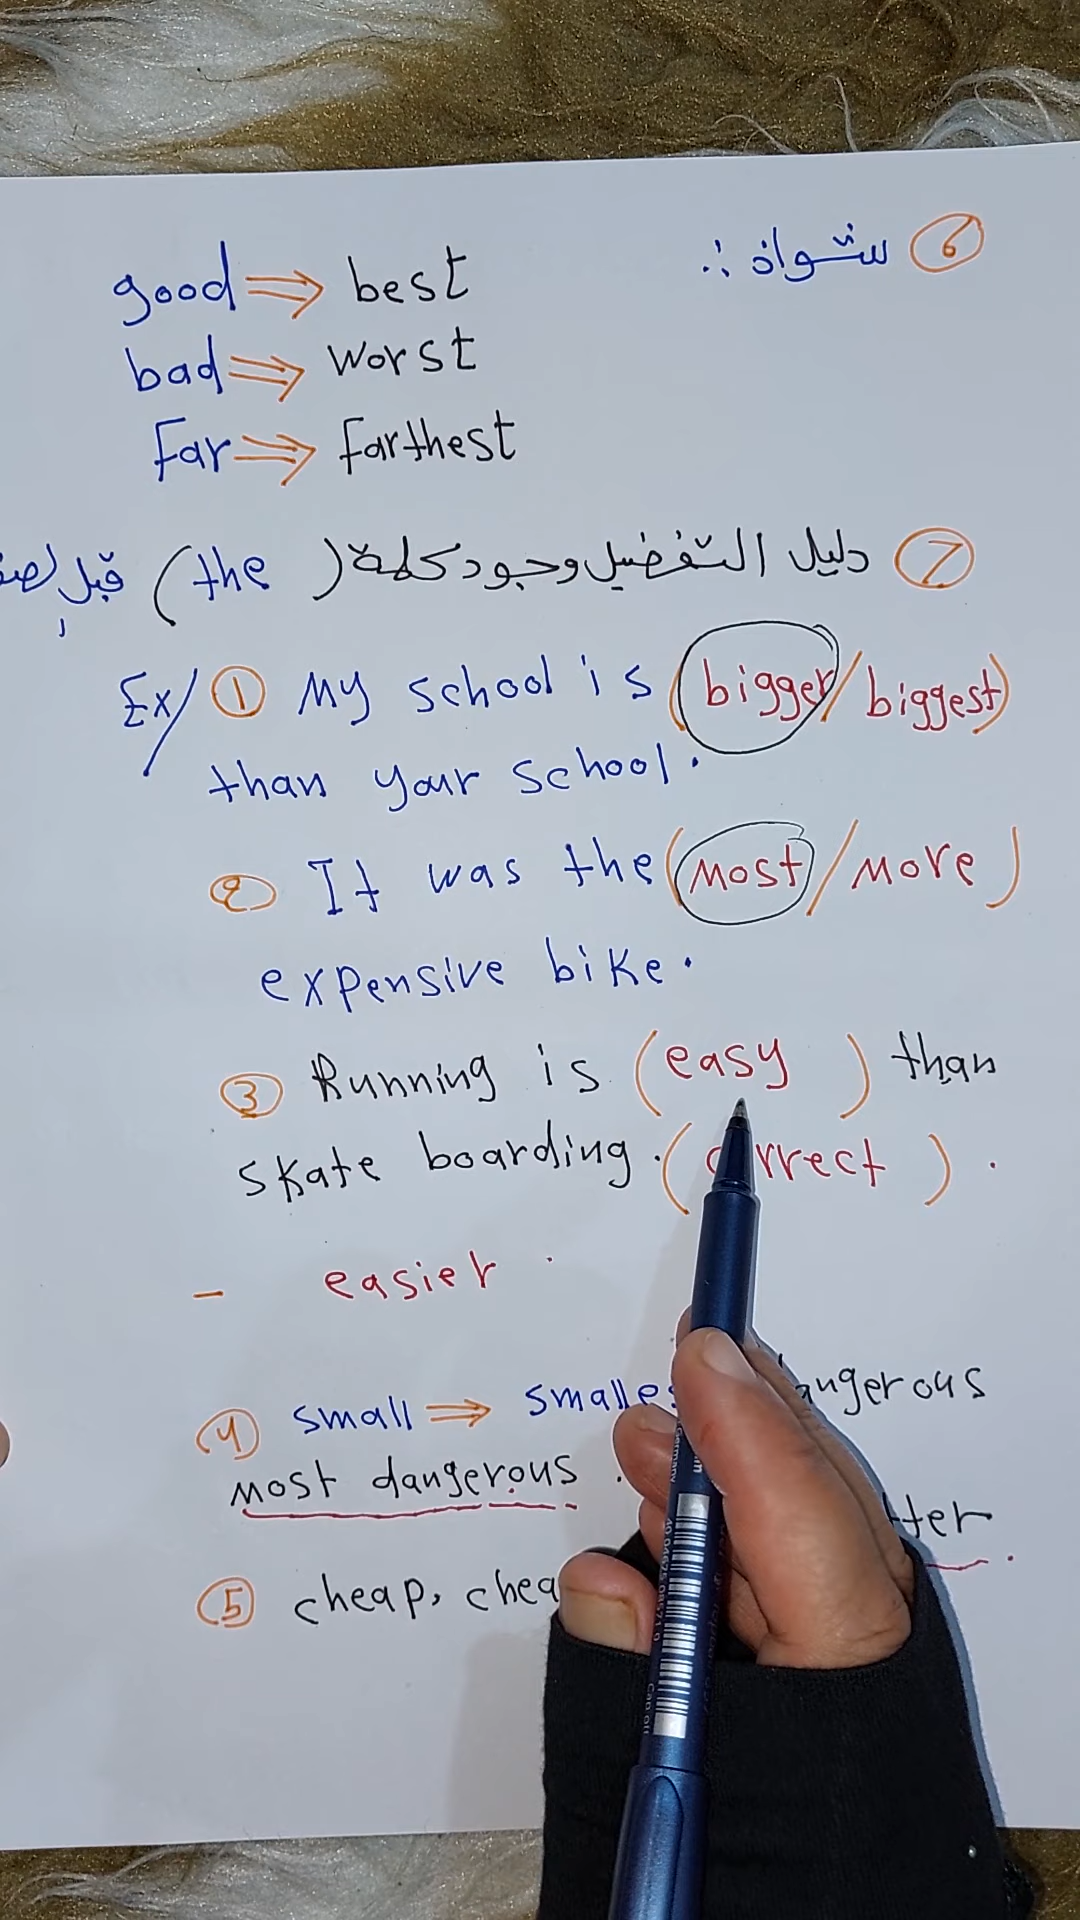 6 شواذ :
good ⇒ best
bad ⇒ worst
Far ⇒ Farthest
7 دليل التفضيل وجود كلمة (the) قبل
Ex/ 1 My school is (bigger/biggest)
than your school.
2 It was the (most/more)
expensive bike.
3 Running is (easy ) than
skate boarding. (correct ).
- easier
4 small ⇒
most dangerous.
5 cheap,